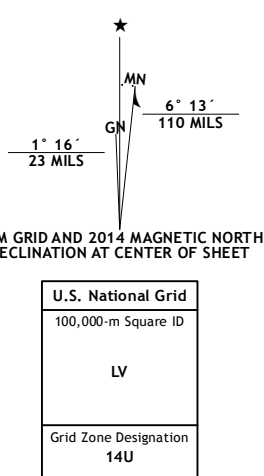 ★
MN
GN
6° 13´
110 MILS
1° 16´
23 MILS
M GRID AND 2014 MAGNETIC NORTH
ECLINATION AT CENTER OF SHEET
U.S. National Grid
100,000-m Square ID
LV
Grid Zone Designation
14U